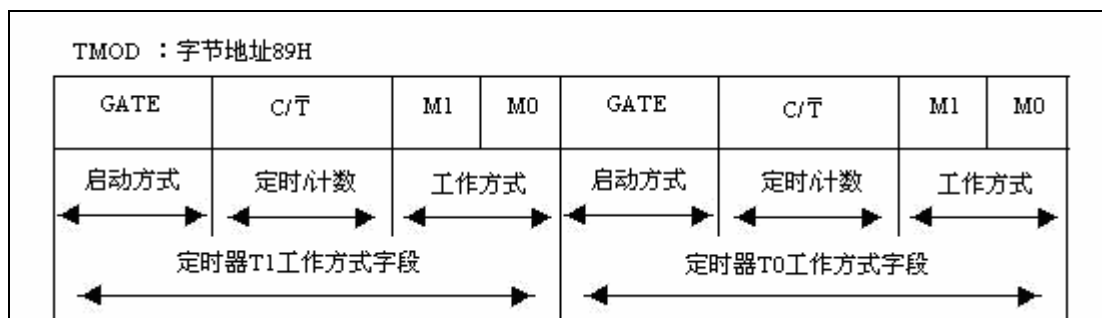 TMOD ：字节地址89H
GATE C/T̅ M1 M0 GATE C/T̅ M1 M0
启动方式 定时/计数 工作方式 启动方式 定时/计数 工作方式
定时器T1工作方式字段 定时器T0工作方式字段